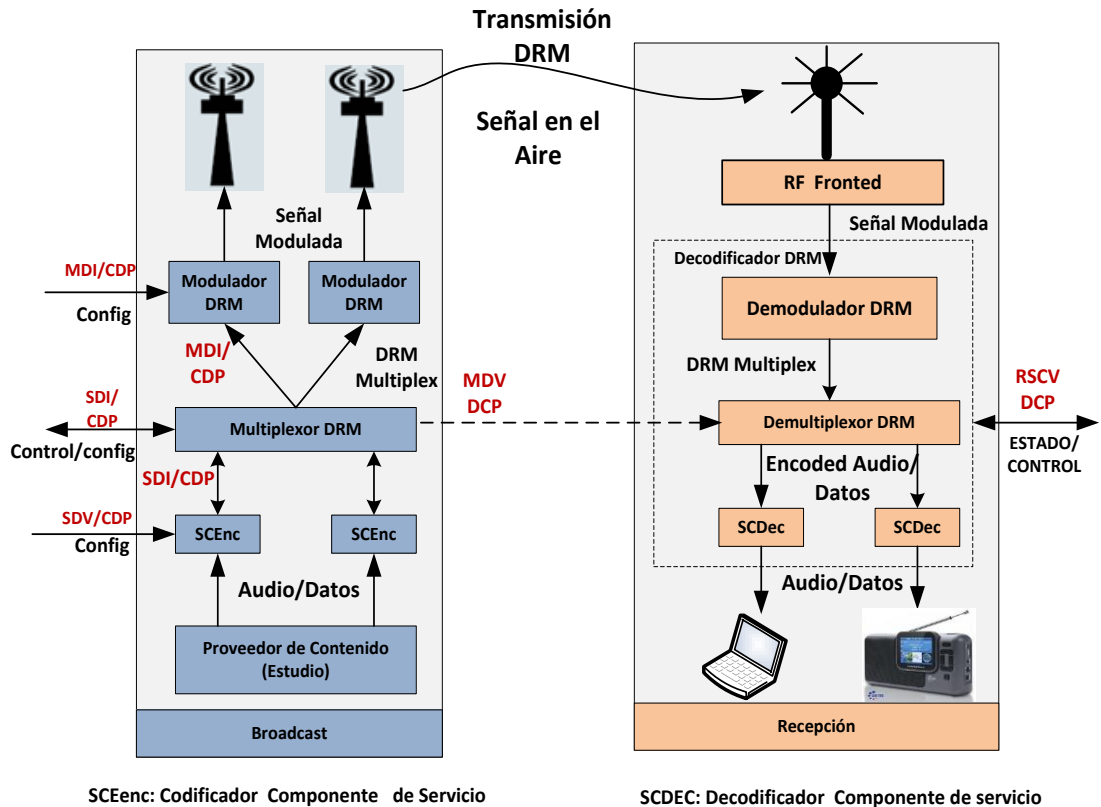 Transmisión
DRM
Señal en el
Aire
Señal
Modulada
MDI/CDP
Config
Modulador
DRM
Modulador
DRM
MDI/
CDP
DRM
Multiplex
SDI/
CDP
Control/config
Multiplexor DRM
MDV
DCP
SDI/CDP
SDV/CDP
Config
SCEnc
SCEnc
Audio/Datos
Proveedor de Contenido
(Estudio)
Broadcast
RF Fronted
Señal Modulada
Decodificador DRM
Demodulador DRM
DRM Multiplex
Demultiplexor DRM
RSCV
DCP
ESTADO/
CONTROL
Encoded Audio/
Datos
SCDec
SCDec
Audio/Datos
Recepción
SCEenc: Codificador Componente de Servicio
SCDEC: Decodificador Componente de servicio